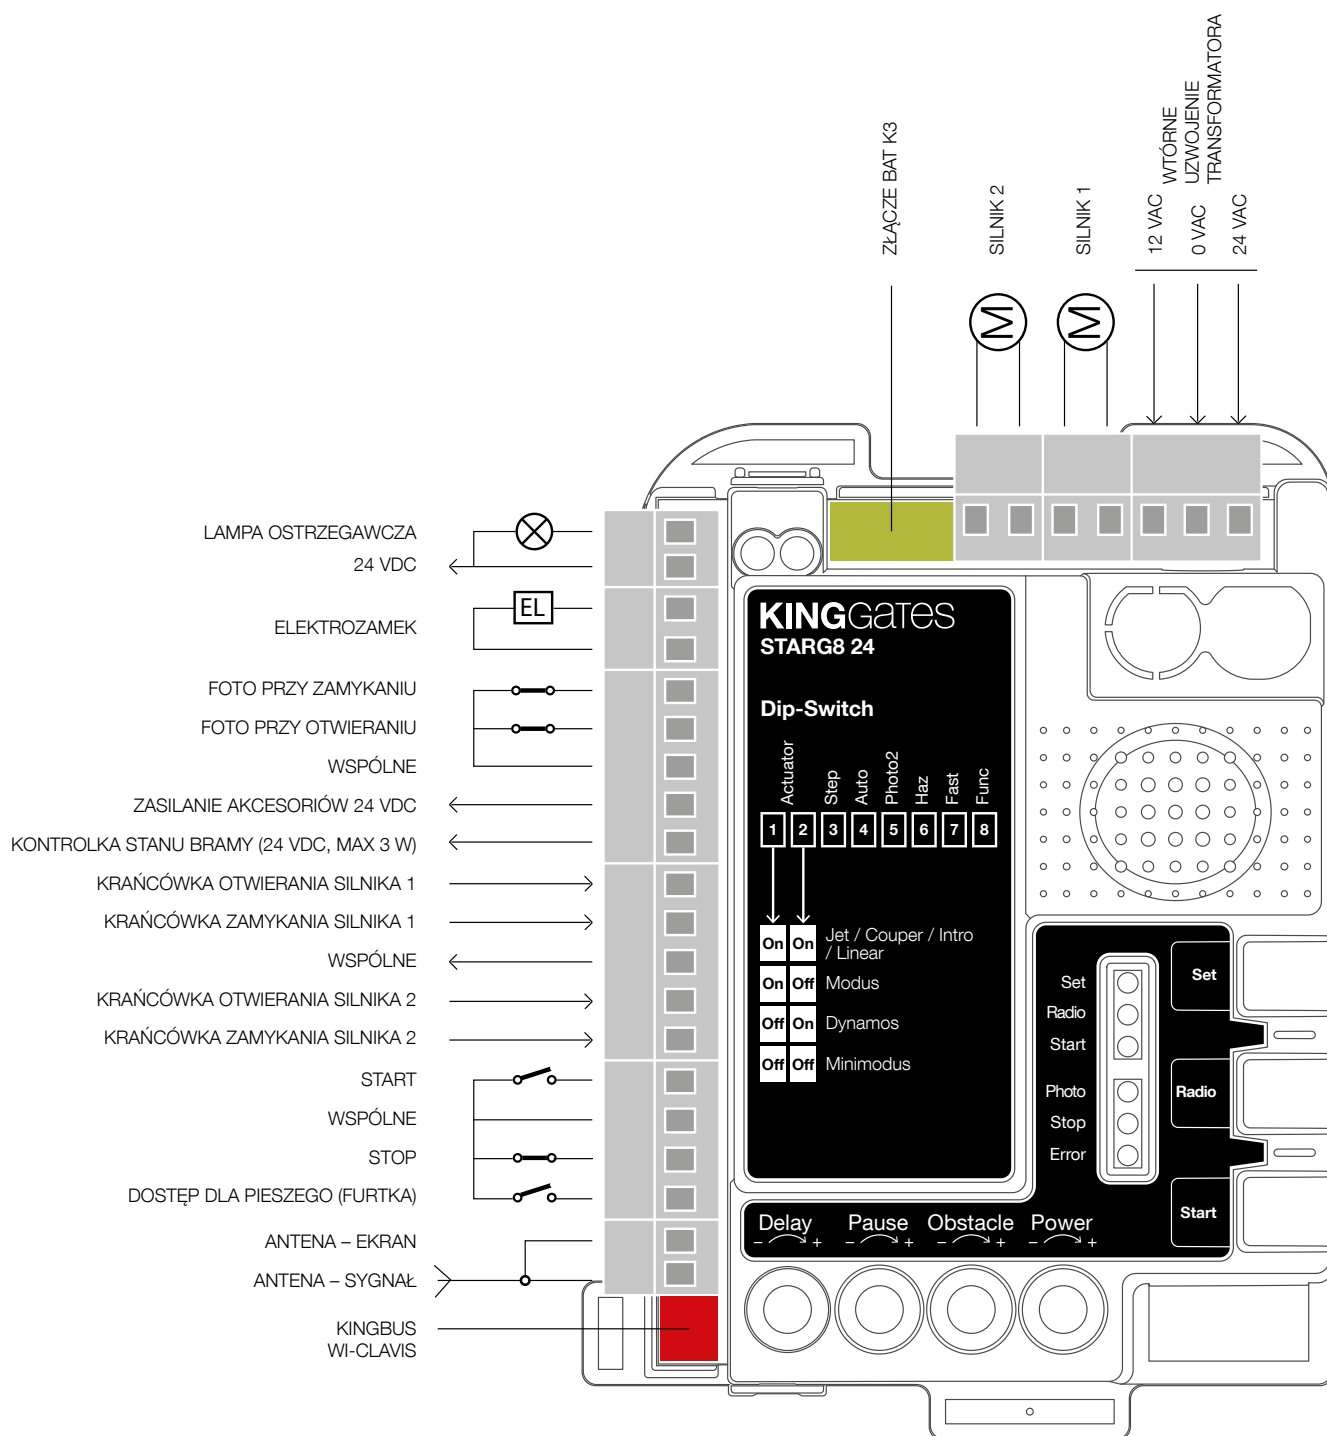 ZŁĄCZE BAT K3
SILNIK 2
SILNIK 1
12 VAC
0 VAC
24 VAC
WTÓRNE
UZWOJENIE
TRANSFORMATORA
LAMPA OSTRZEGAWCZA
24 VDC
ELEKTROZAMEK
FOTO PRZY ZAMYKANIU
FOTO PRZY OTWIERANIU
WSPÓLNE
ZASILANIE AKCESORIÓW 24 VDC
KONTROLKA STANU BRAMY (24 VDC, MAX 3 W)
KRAŃCÓWKA OTWIERANIA SILNIKA 1
KRAŃCÓWKA ZAMYKANIA SILNIKA 1
WSPÓLNE
KRAŃCÓWKA OTWIERANIA SILNIKA 2
KRAŃCÓWKA ZAMYKANIA SILNIKA 2
START
WSPÓLNE
STOP
DOSTĘP DLA PIESZEGO (FURTKA)
ANTENA – EKRAN
ANTENA – SYGNAŁ
KINGBUS
WI-CLAVIS
M
M
EL
KINGGATES
STARG8 24
Dip-Switch
Actuator
Step
Auto
Photo2
Haz
Fast
Func
1 2 3 4 5 6 7 8
On On Jet / Couper / Intro
/ Linear
On Off Modus
Off On Dynamos
Off Off Minimodus
Set
Radio
Start
Photo
Stop
Error
Set
Radio
Start
Delay Pause Obstacle Power
- + - + - + - +